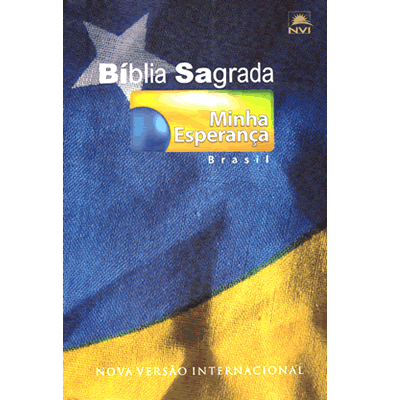 NVI
Bíblia Sagrada
Minha
Esperança
Brasil
NOVA VERSÃO INTERNACIONAL